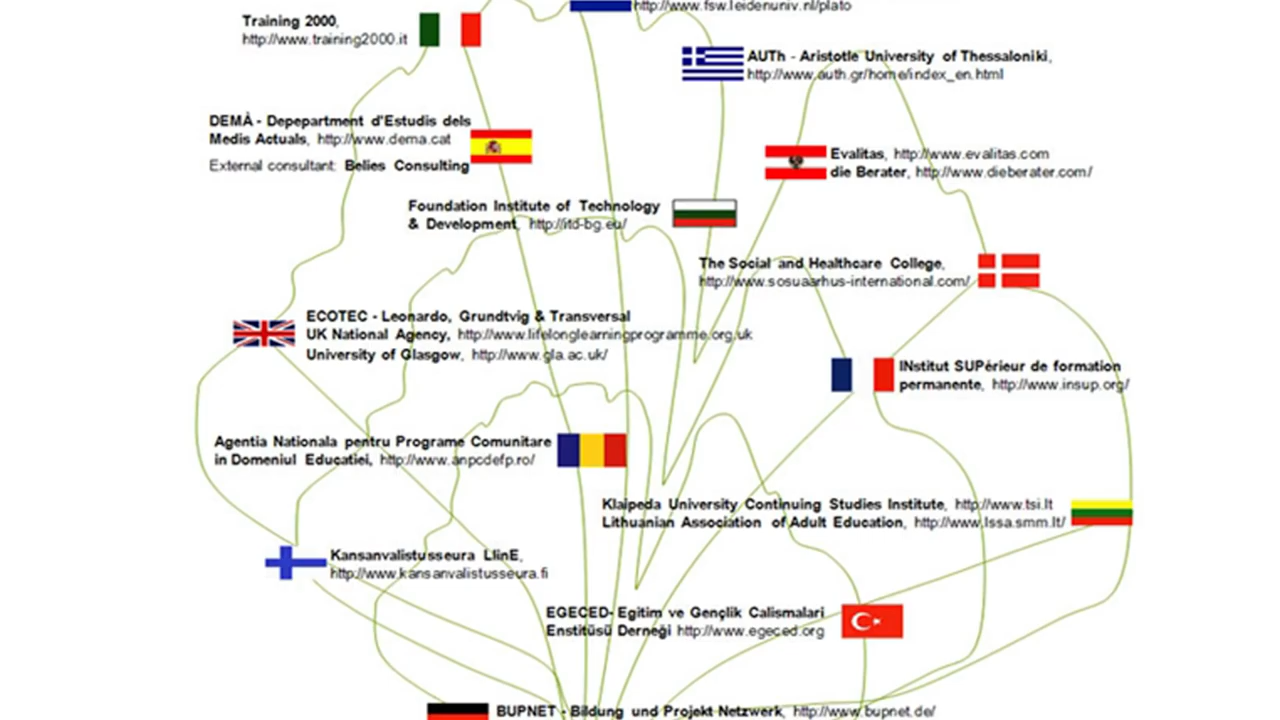 http://www.fsw.leidenuniv.nl/plato
Training 2000,
http://www.training2000.it
AUTh - Aristotle University of Thessaloniki,
http://www.auth.gr/home/index_en.html
DEMÀ - Depepartment d'Estudis dels
Medis Actuals, http://www.dema.cat
External consultant: Belies Consulting
Evalitas, http://www.evalitas.com
die Berater, http://www.dieberater.com/
Foundation Institute of Technology
& Development, http://itd-bg.eu/
The Social and Healthcare College,
http://www.sosuaarhus-international.com/
ECOTEC - Leonardo, Grundtvig & Transversal
UK National Agency, http://www.lifelonglearningprogramme.org.uk
University of Glasgow, http://www.gla.ac.uk/
INstitut SUPérieur de formation
permanente, http://www.insup.org/
Agentia Nationala pentru Programe Comunitare
in Domeniul Educatiei, http://www.anpcdefp.ro/
Klaipeda University Continuing Studies Institute, http://www.tsi.lt
Lithuanian Association of Adult Education, http://www.lssa.smm.lt/
Kansanvalistusseura LlinE,
http://www.kansanvalistusseura.fi
EGECED- Egitim ve Gençlik Calismalari
Enstitüsü Derneği http://www.egeced.org
BUPNET - Bildung und Projekt Netzwerk, http://www.bupnet.de/